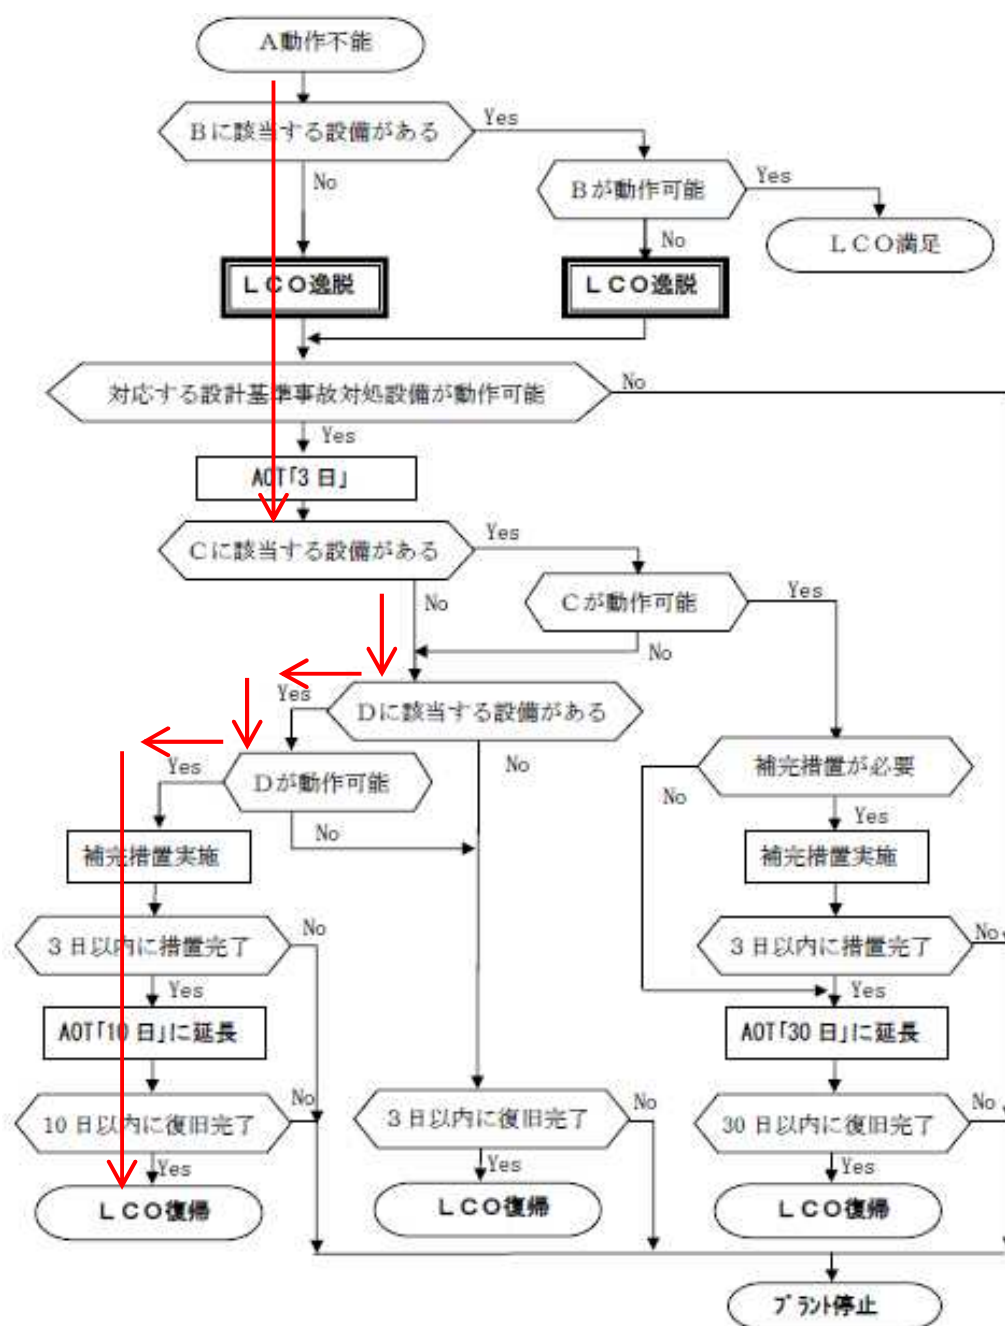 A動作不能
Bに該当する設備がある
Yes
No
Bが動作可能
Yes
No
LCO満足
LCO逸脱
LCO逸脱
対応する設計基準事故対処設備が動作可能
No
Yes
AOT「3日」
Cに該当する設備がある
Yes
No
Cが動作可能
Yes
No
Dに該当する設備がある
Yes
No
Dが動作可能
Yes
No
補完措置が必要
No
Yes
補完措置実施
補完措置実施
3日以内に措置完了
No
Yes
3日以内に措置完了
No
Yes
AOT「10日」に延長
AOT「30日」に延長
10日以内に復旧完了
No
Yes
3日以内に復旧完了
No
Yes
30日以内に復旧完了
No
Yes
LCO復帰
LCO復帰
LCO復帰
プラント停止